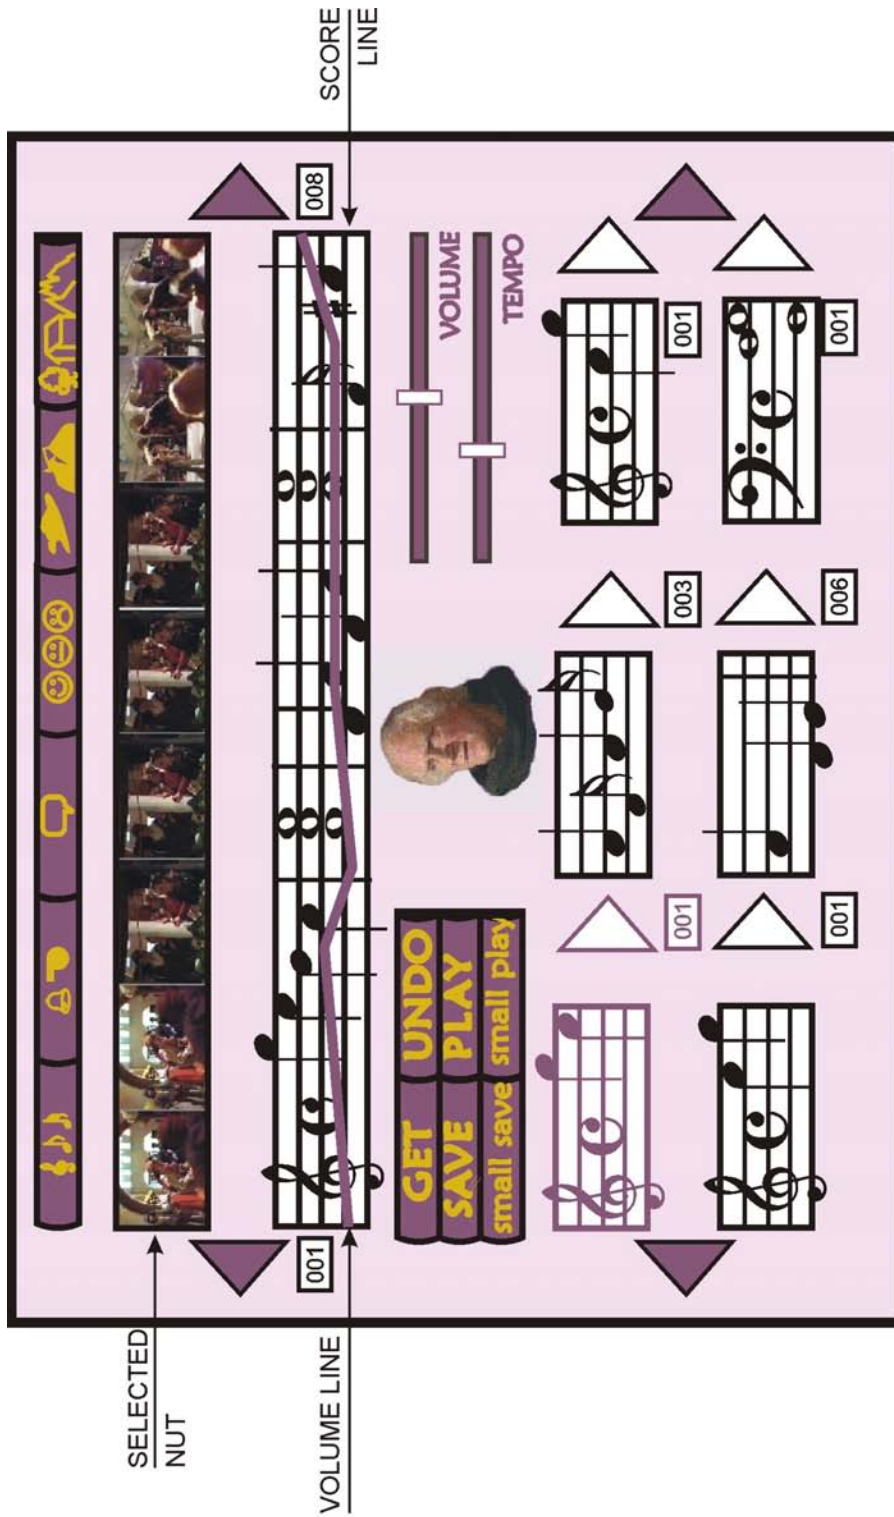 SELECTED
NUT
001
008
VOLUME LINE
SCORE
LINE
GET UNDO
SAVE PLAY
small save small play
VOLUME
TEMPO
001 003 001
001 006 001